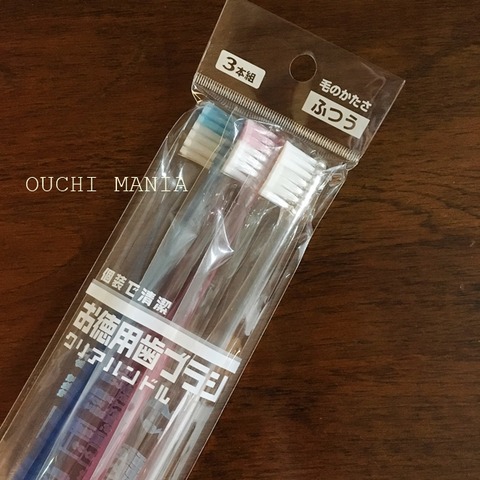 3本組
毛のかたさ
ふつう
OUCHI MANIA
個装で清潔
お徳用歯ブラシ
クリアハンドル